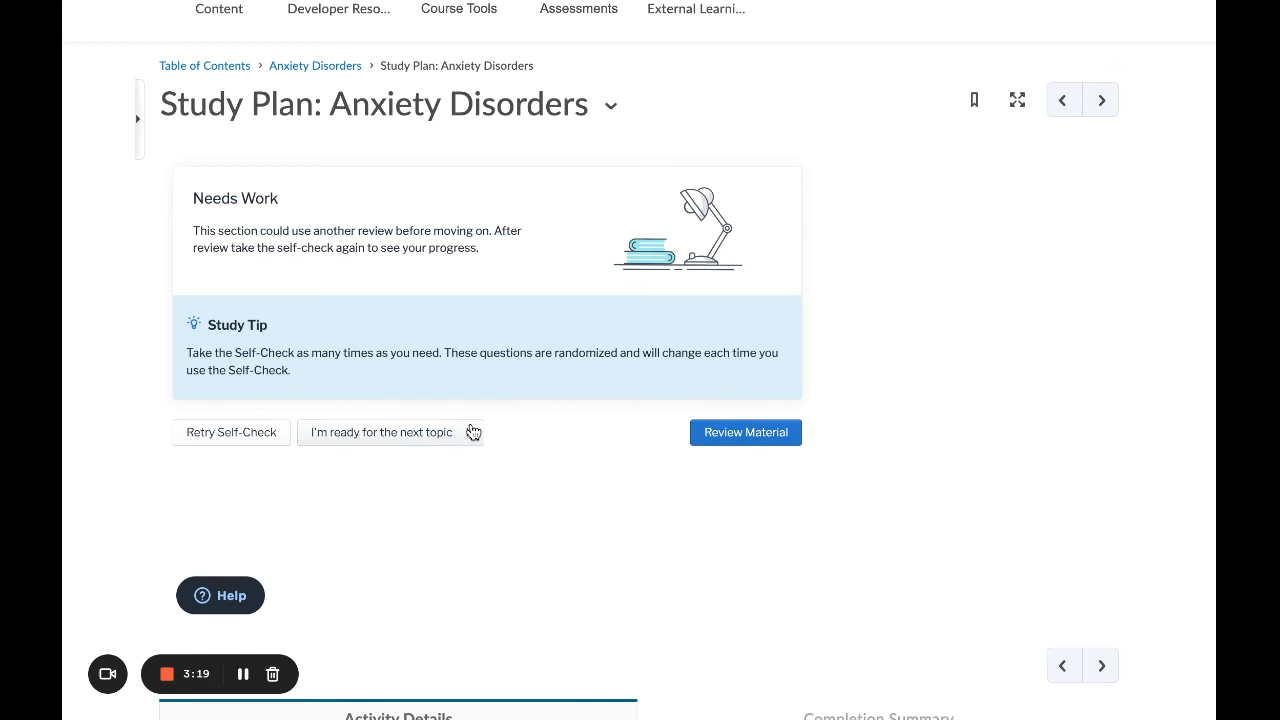 Content Developer Reso... Course Tools Assessments External Learni...
Table of Contents > Anxiety Disorders > Study Plan: Anxiety Disorders
Study Plan: Anxiety Disorders
Needs Work
This section could use another review before moving on. After
review take the self-check again to see your progress.
Study Tip
Take the Self-Check as many times as you need. These questions are randomized and will change each time you
use the Self-Check.
Retry Self-Check I'm ready for the next topic Review Material
? Help
3:19
Activity Details Completion Summary